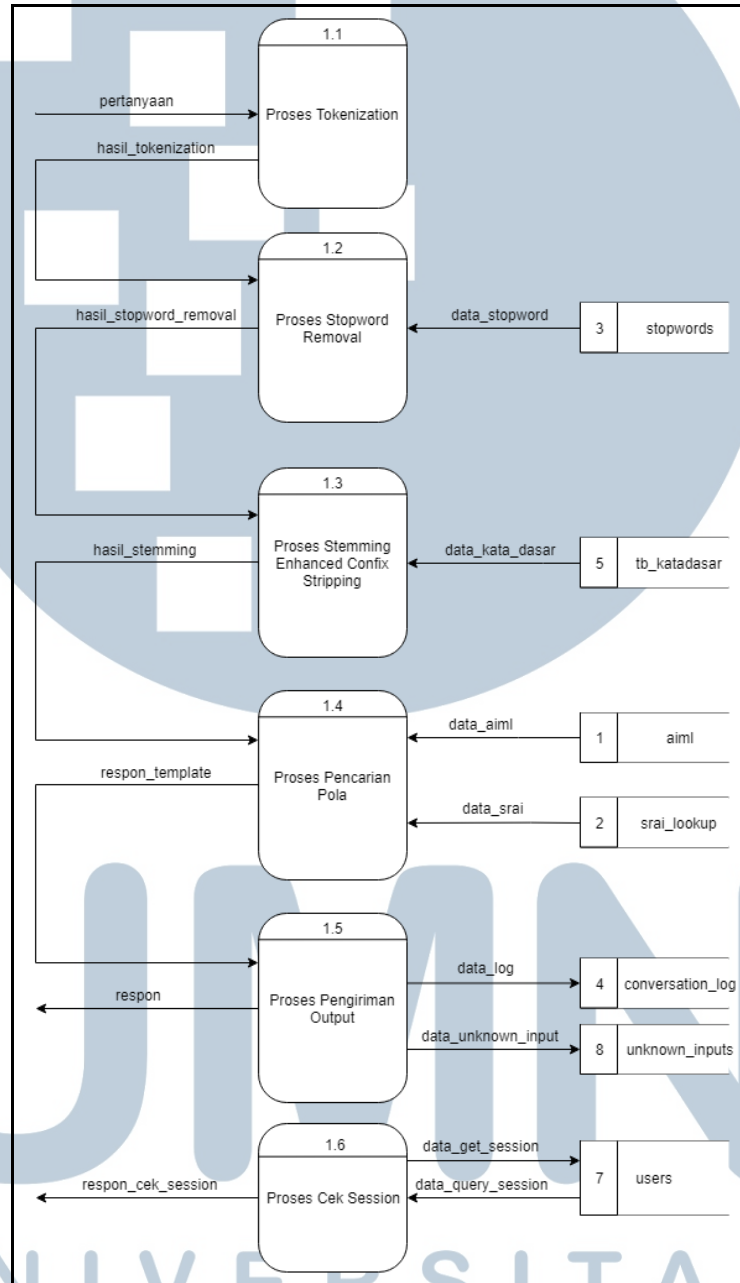 1.1
pertanyaan
Proses Tokenization
hasil_tokenization
1.2
hasil_stopword_removal
Proses Stopword
Removal
data_stopword
3
stopwords
1.3
hasil_stemming
Proses Stemming
Enhanced Confix
Stripping
data_kata_dasar
5
tb_katadasar
1.4
data_aiml
1
aiml
respon_template
Proses Pencarian
Pola
data_srai
2
srai_lookup
1.5
data_log
4
conversation_log
respon
Proses Pengiriman
Output
data_unknown_input
8
unknown_inputs
1.6
data_get_session
respon_cek_session
Proses Cek Session
data_query_session
7
users
UMN
NIVERSITA